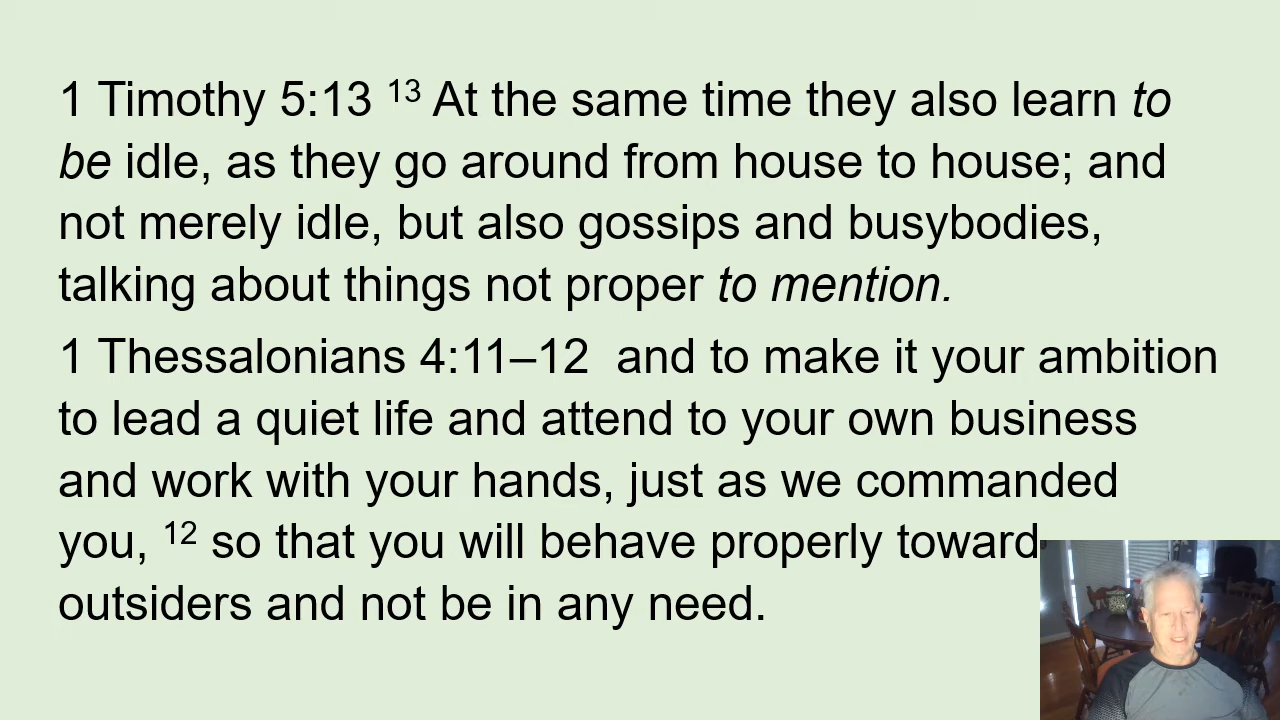 1 Timothy 5:13 ¹³ At the same time they also learn to
be idle, as they go around from house to house; and
not merely idle, but also gossips and busybodies,
talking about things not proper to mention.
1 Thessalonians 4:11–12  and to make it your ambition
to lead a quiet life and attend to your own business
and work with your hands, just as we commanded
you, ¹² so that you will behave properly toward
outsiders and not be in any need.